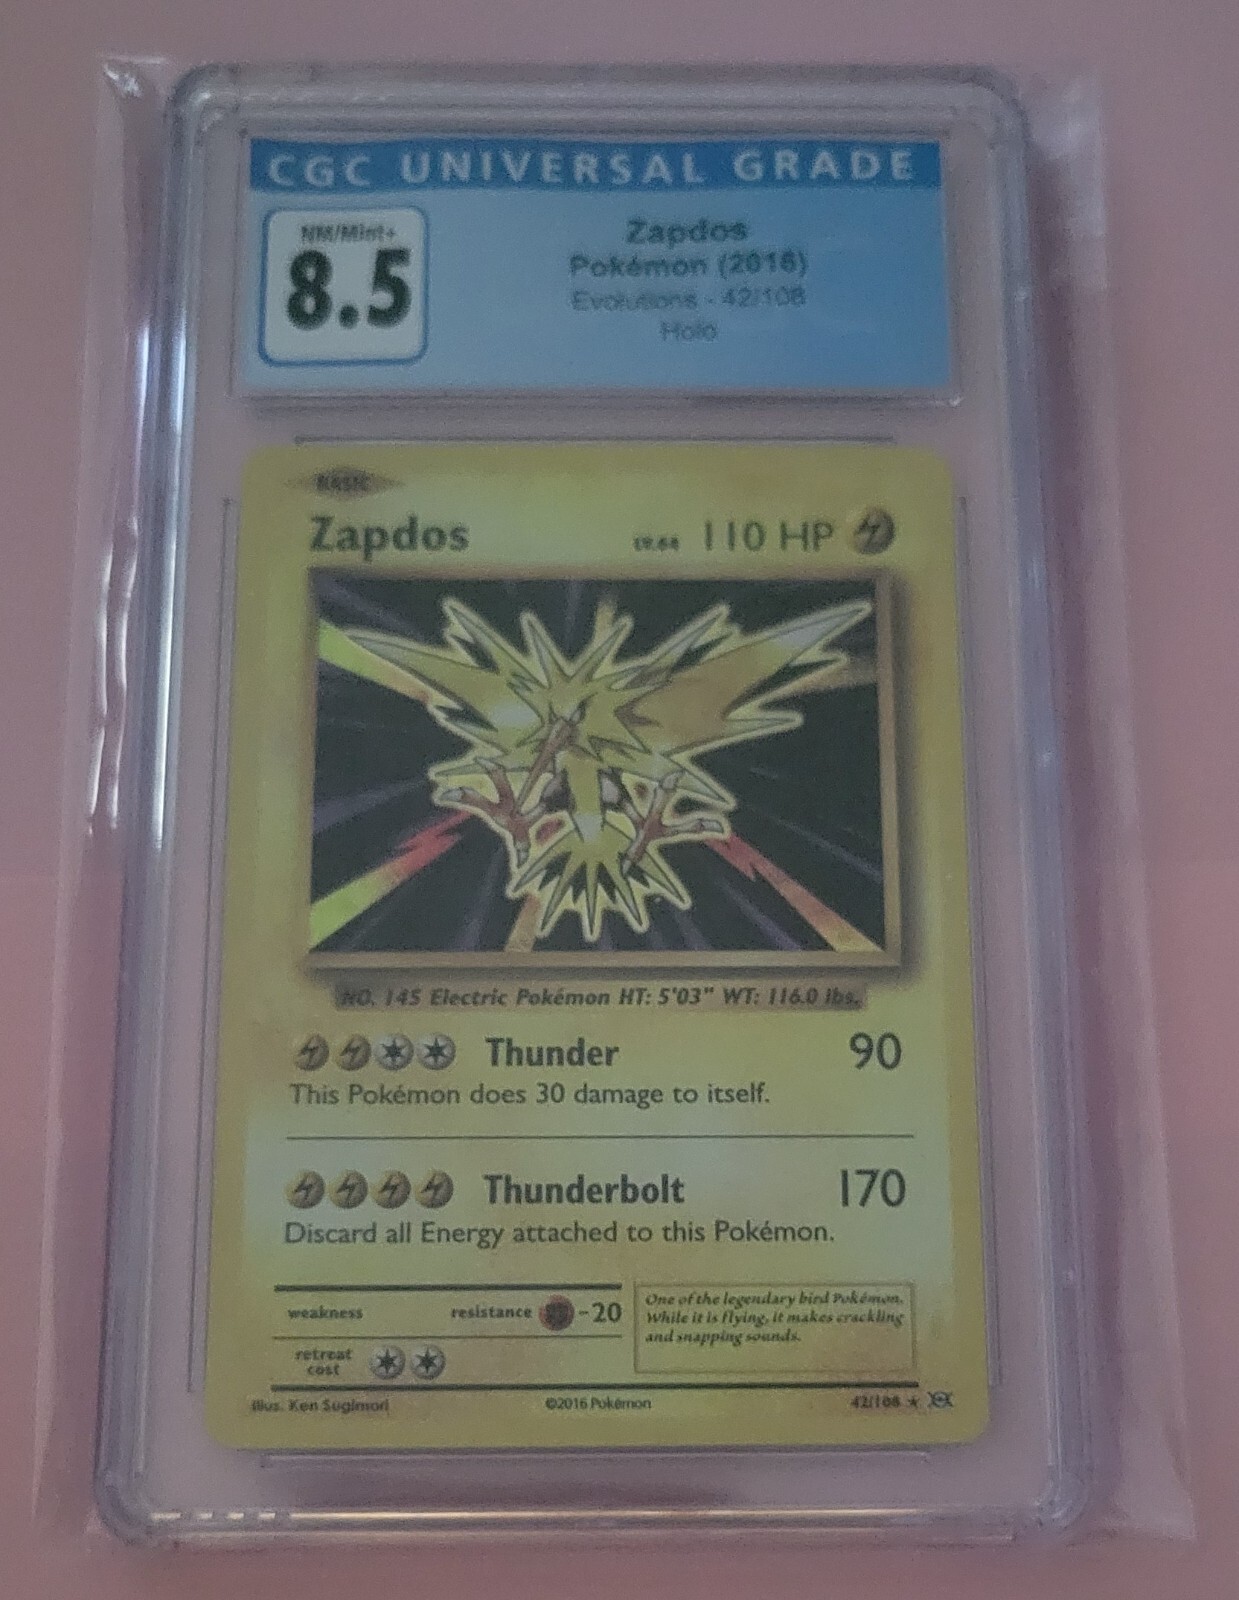 CGC UNIVERSAL GRADE
NM/Mint+
8.5
Zapdos
Pokémon (2016)
Evolutions - 42/108
Holo
BASIC
Zapdos LV.64 110 HP
NO. 145 Electric Pokémon HT: 5'03" WT: 116.0 lbs.
Thunder 90
This Pokémon does 30 damage to itself.
Thunderbolt 170
Discard all Energy attached to this Pokémon.
weakness resistance -20
retreat
cost
One of the legendary bird Pokémon.
While it is flying, it makes crackling
and snapping sounds.
Illus. Ken Sugimori ©2016 Pokémon 42/108 ★